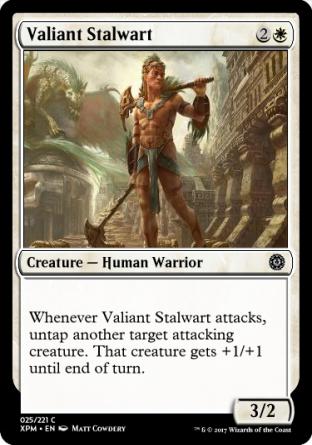 Valiant Stalwart 2
Creature — Human Warrior
Whenever Valiant Stalwart attacks,
untap another target attacking
creature. That creature gets +1/+1
until end of turn.
3/2
025/221 C
XPM • EN Matt Cowdery
™ & © 2017 Wizards of the Coast